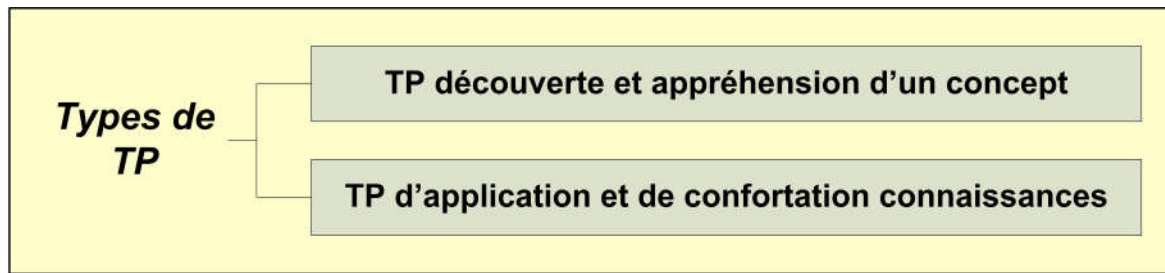 Types de
TP
TP découverte et appréhension d’un concept
TP d’application et de confortation connaissances